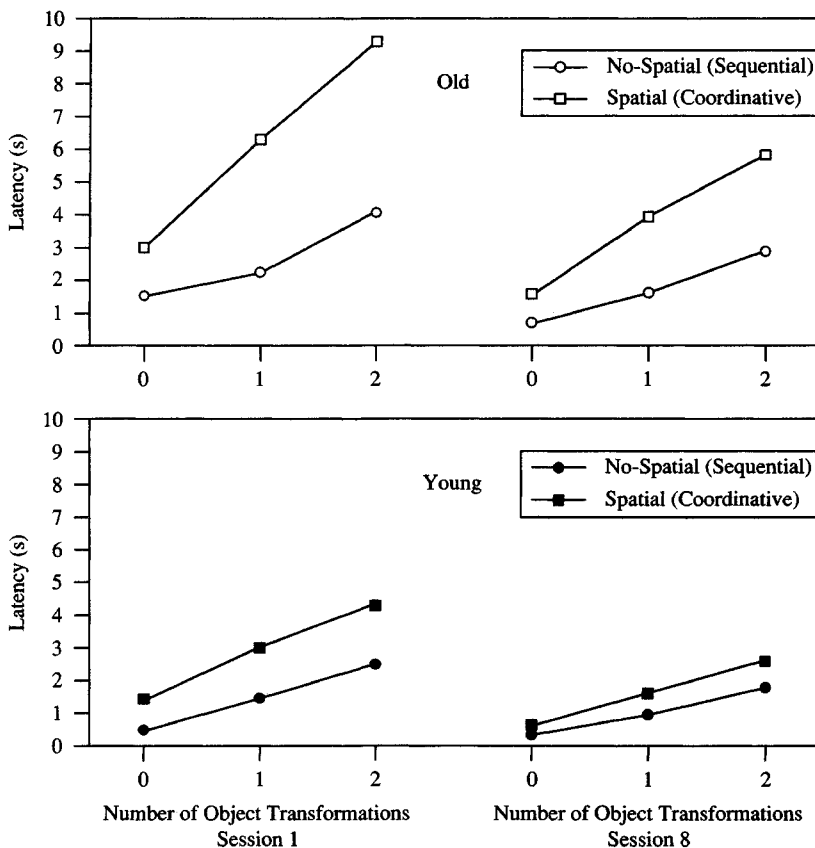 10
9
8
7
6
5
4
3
2
1
0
Latency (s)
Old
No-Spatial (Sequential)
Spatial (Coordinative)
0 1 2 0 1 2
10
9
8
7
6
5
4
3
2
1
0
Latency (s)
Young
No-Spatial (Sequential)
Spatial (Coordinative)
0 1 2 0 1 2
Number of Object Transformations Number of Object Transformations
Session 1 Session 8